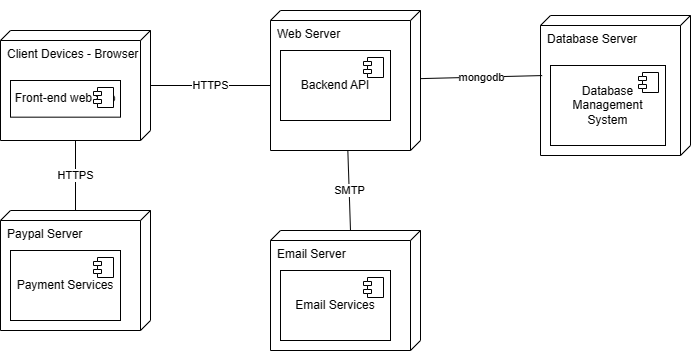 Client Devices - Browser
Front-end web
HTTPS
Web Server
Backend API
mongodb
Database Server
Database
Management
System
HTTPS
SMTP
Paypal Server
Payment Services
Email Server
Email Services